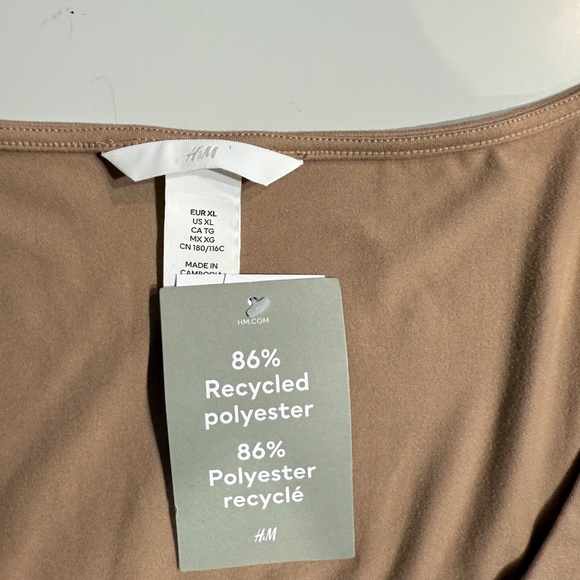 H&M
EUR XL
US XL
CA TG
MX XG
CN 180/116C
MADE IN
CAMBODIA
HM.COM
86%
Recycled
polyester
86%
Polyester
recyclé
H&M